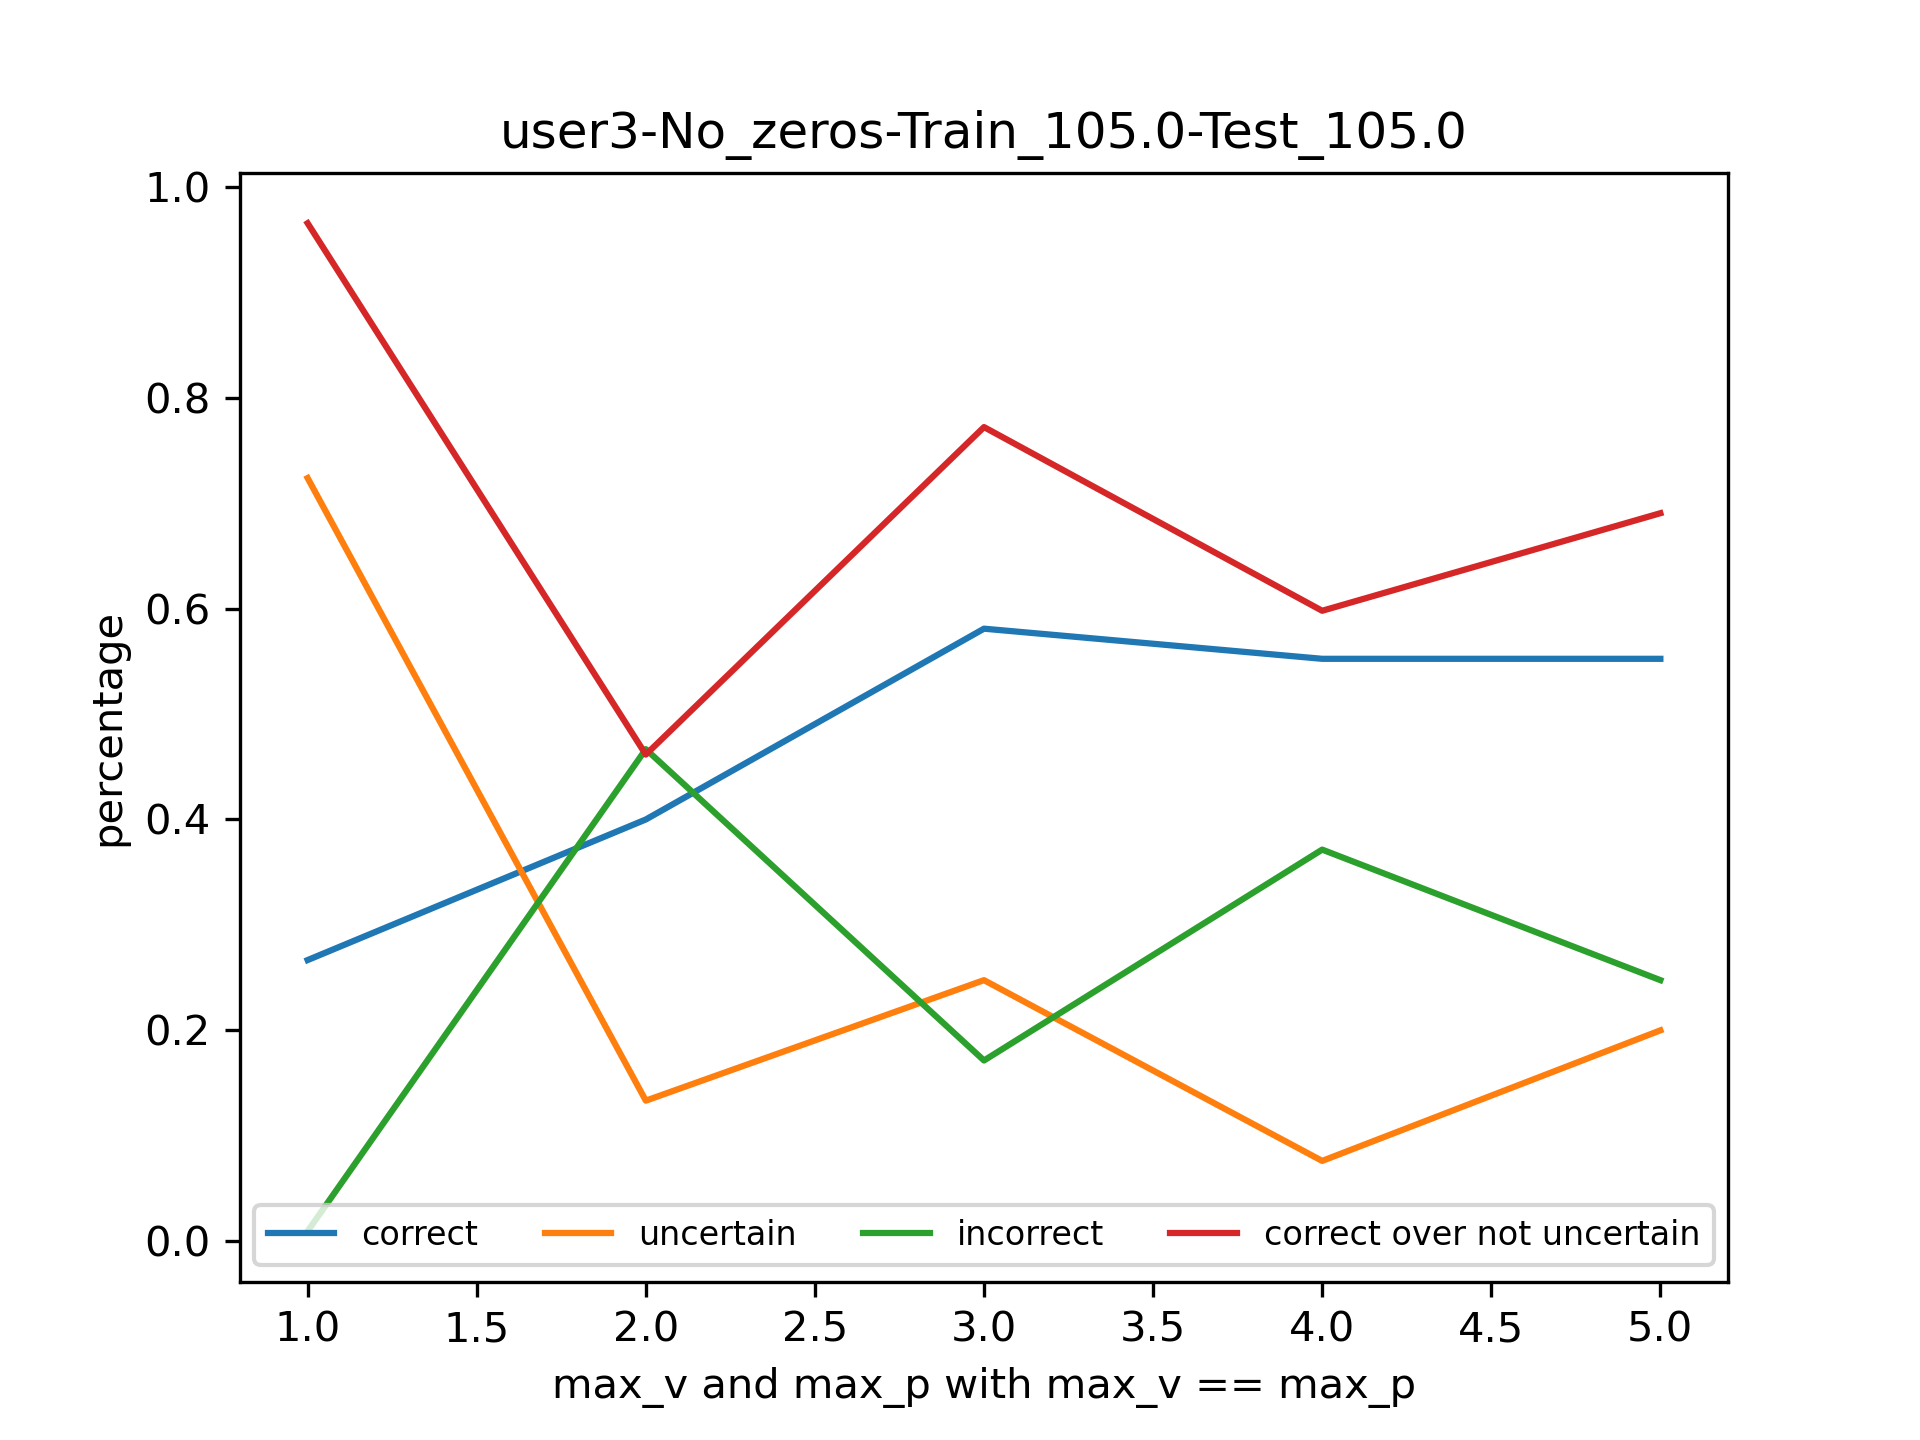 user3-No_zeros-Train_105.0-Test_105.0
1.0
0.8
0.6
0.4
0.2
0.0
percentage
correct uncertain incorrect correct over not uncertain
1.0 1.5 2.0 2.5 3.0 3.5 4.0 4.5 5.0
max_v and max_p with max_v == max_p